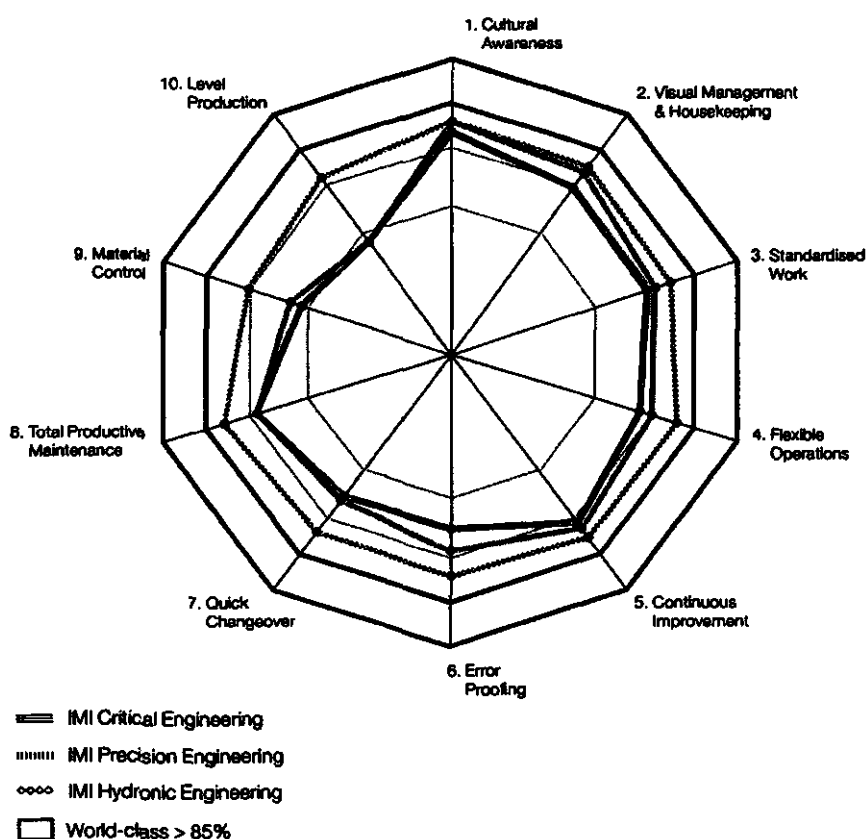 1. Cultural
Awareness
2. Visual Management
& Housekeeping
3. Standardised
Work
4. Flexible
Operations
5. Continuous
Improvement
6. Error
Proofing
7. Quick
Changeover
8. Total Productive
Maintenance
9. Material
Control
10. Level
Production
IMI Critical Engineering
IMI Precision Engineering
IMI Hydronic Engineering
World-class > 85%